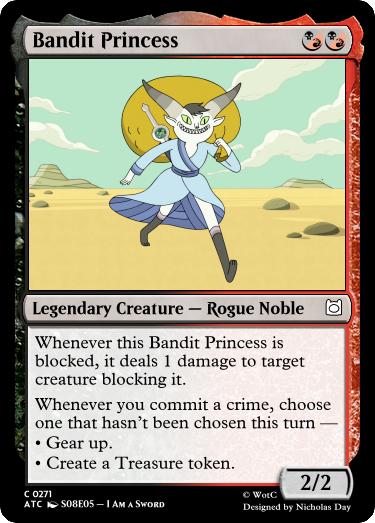 Bandit Princess
Legendary Creature — Rogue Noble
Whenever this Bandit Princess is
blocked, it deals 1 damage to target
creature blocking it.
Whenever you commit a crime, choose
one that hasn't been chosen this turn —
• Gear up.
• Create a Treasure token.
2/2
C 0271
ATC S08E05 — I Am a Sword
© WotC
Designed by Nicholas Day